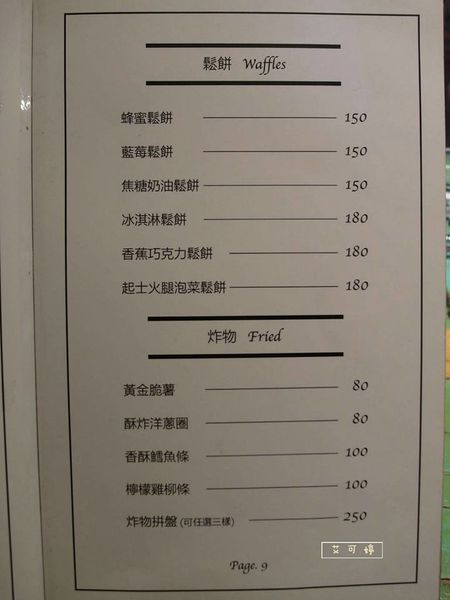 鬆餅 Waffles
蜂蜜鬆餅 150
藍莓鬆餅 150
焦糖奶油鬆餅 150
冰淇淋鬆餅 180
香蕉巧克力鬆餅 180
起士火腿泡菜鬆餅 180
炸物 Fried
黃金脆薯 80
酥炸洋蔥圈 80
香酥鱈魚條 100
檸檬雞柳條 100
炸物拼盤 (可任選三樣) 250
艾可婷
Page. 9